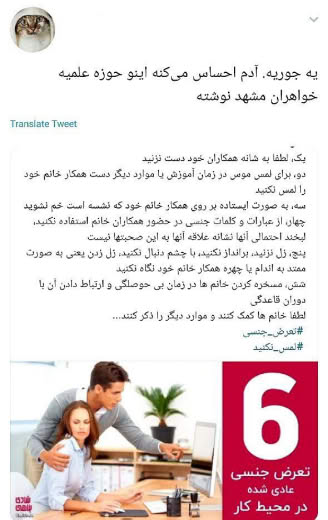 یه جوریه. آدم احساس می‌کنه اینو حوزه علمیه
خواهران مشهد نوشته
Translate Tweet
یک، لطفا به شانه همکاران خود دست نزنید
دو، برای لمس موس در زمان آموزش یا موارد دیگر دست همکار خانم خود
را لمس نکنید
سه، به صورت ایستاده بر روی همکار خانم خود که نشسته است خم نشوید
چهار، از عبارات و کلمات جنسی در حضور همکاران خانم استفاده نکنید،
لبخند احتمالی آنها نشانه علاقه آنها به این صحبتها نیست
پنج، زل نزنید، برانداز نکنید، با چشم دنبال نکنید، زل زدن یعنی به صورت
ممتد به اندام یا چهره همکار خانم خود نگاه نکنید
شش، مسخره کردن خانم ها در زمان بی حوصلگی و ارتباط دادن آن با
دوران قاعدگی
لطفا خانم ها کمک کنند و موارد دیگر را ذکر کنند...
#تعرض_جنسی
#لمس_نکنید
6
تعرض جنسی
عادی شده
در محیط کار